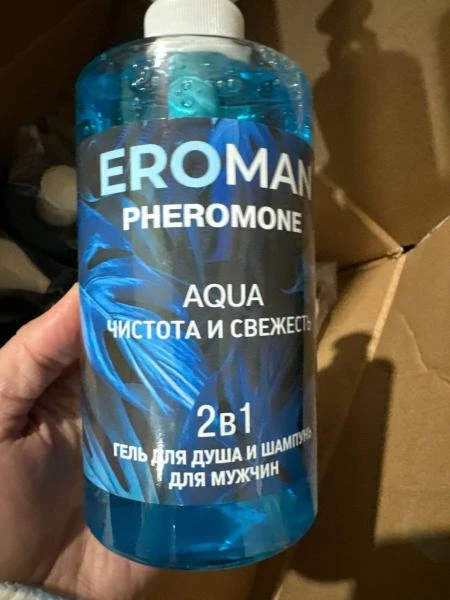 EROMAN
PHEROMONE
AQUA
ЧИСТОТА И СВЕЖЕСТЬ
2в1
ГЕЛЬ ДЛЯ ДУША И ШАМПУНЬ
ДЛЯ МУЖЧИН